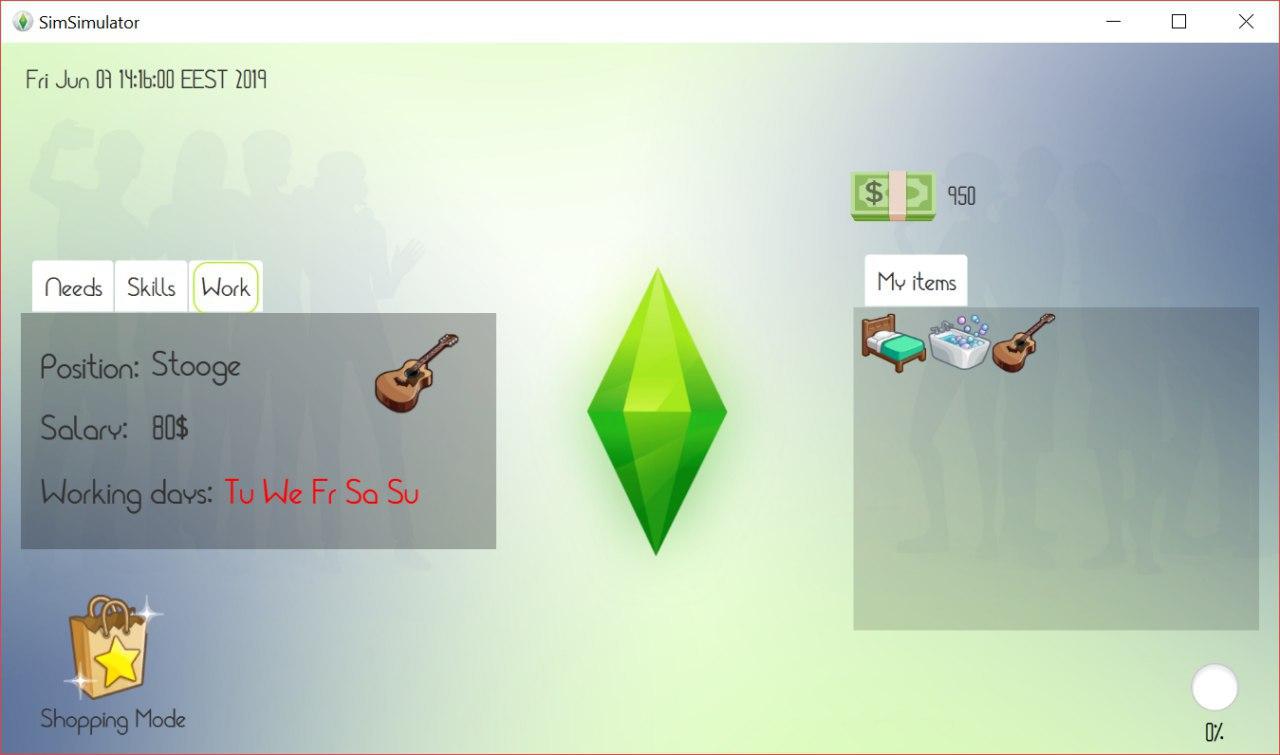 SimSimulator
Fri Jun 07 14:16:00 EEST 2019
950
Needs Skills Work
My items
Position: Stooge
Salary: 80$
Working days: Tu We Fr Sa Su
Shopping Mode
0%